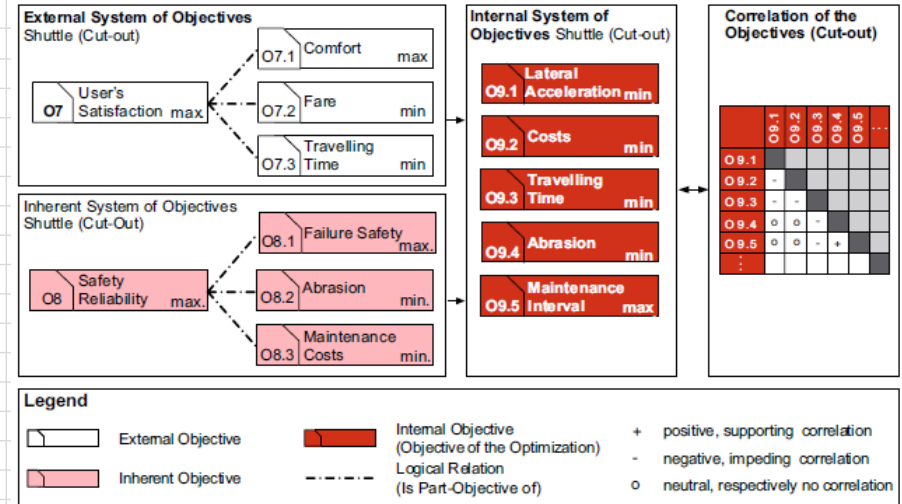 External System of Objectives
Shuttle (Cut-out)
O7
User's
Satisfaction max.
O7.1
Comfort
max
O7.2
Fare
min
O7.3
Travelling
Time
min
Inherent System of Objectives
Shuttle (Cut-Out)
O8
Safety
Reliability
max.
O8.1
Failure Safety
max.
O8.2
Abrasion
min.
O8.3
Maintenance
Costs
min.
Internal System of
Objectives Shuttle (Cut-out)
O9.1
Lateral
Acceleration min
O9.2
Costs
min
O9.3
Travelling
Time
min
O9.4
Abrasion
min
O9.5
Maintenance
Interval
max
Correlation of the
Objectives (Cut-out)
O9.1 O9.2 O9.3 O9.4 O9.5 ...
O9.1
O9.2 -
O9.3 - -
O9.4 o o -
O9.5 o o - +
⋮
Legend
External Objective
Inherent Objective
Internal Objective
(Objective of the Optimization)
Logical Relation
(Is Part-Objective of)
+ positive, supporting correlation
- negative, impeding correlation
o neutral, respectively no correlation